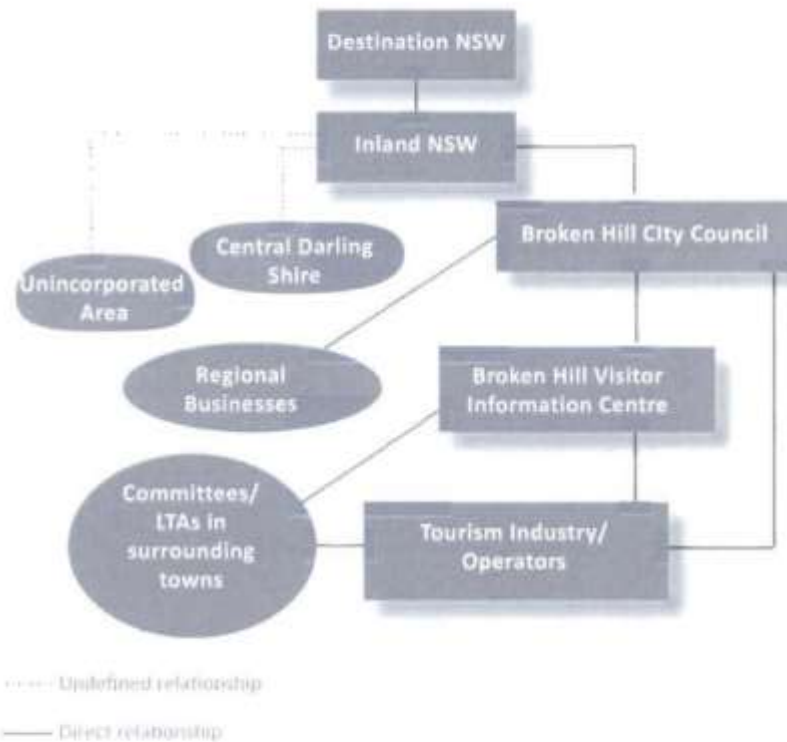 Destination NSW
Inland NSW
Broken Hill CIty Council
Central Darling
Shire
Unincorporated
Area
Regional
Businesses
Broken Hill Visitor
Information Centre
Committees/
LTAs in
surrounding
towns
Tourism Industry/
Operators
Undefined relationship
Direct relationship